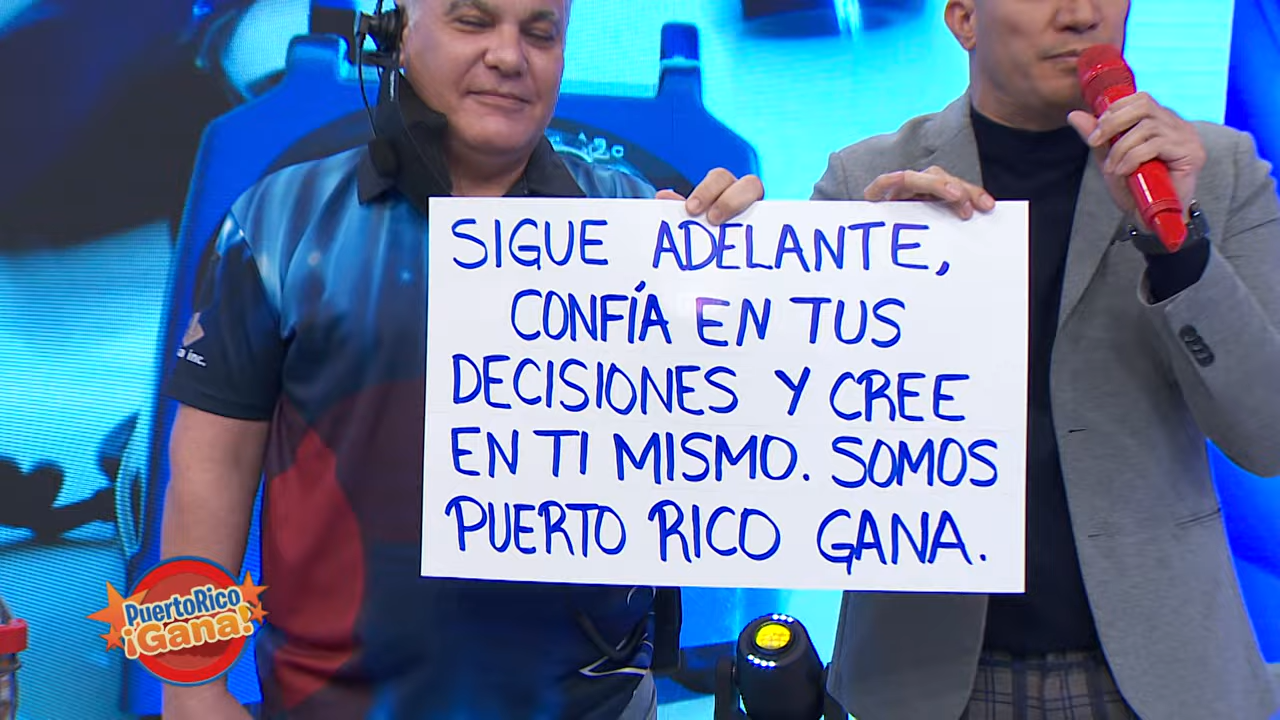 SIGUE ADELANTE,
CONFÍA EN TUS
DECISIONES Y CREE
EN TI MISMO. SOMOS
PUERTO RICO GANA.
PuertoRico
¡Gana!